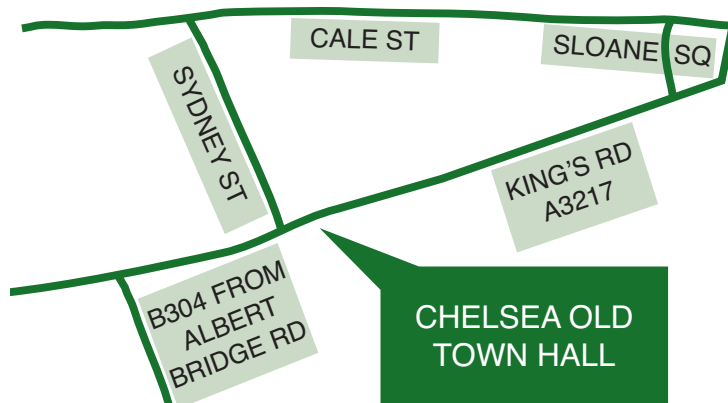 CALE ST
SLOANE SQ
SYDNEY ST
KING'S RD
A3217
B304 FROM
ALBERT
BRIDGE RD
CHELSEA OLD
TOWN HALL